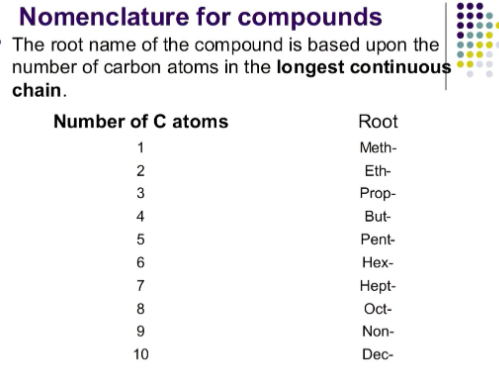 Nomenclature for compounds
The root name of the compound is based upon the
number of carbon atoms in the longest continuous
chain.
Number of C atoms Root
1 Meth-
2 Eth-
3 Prop-
4 But-
5 Pent-
6 Hex-
7 Hept-
8 Oct-
9 Non-
10 Dec-